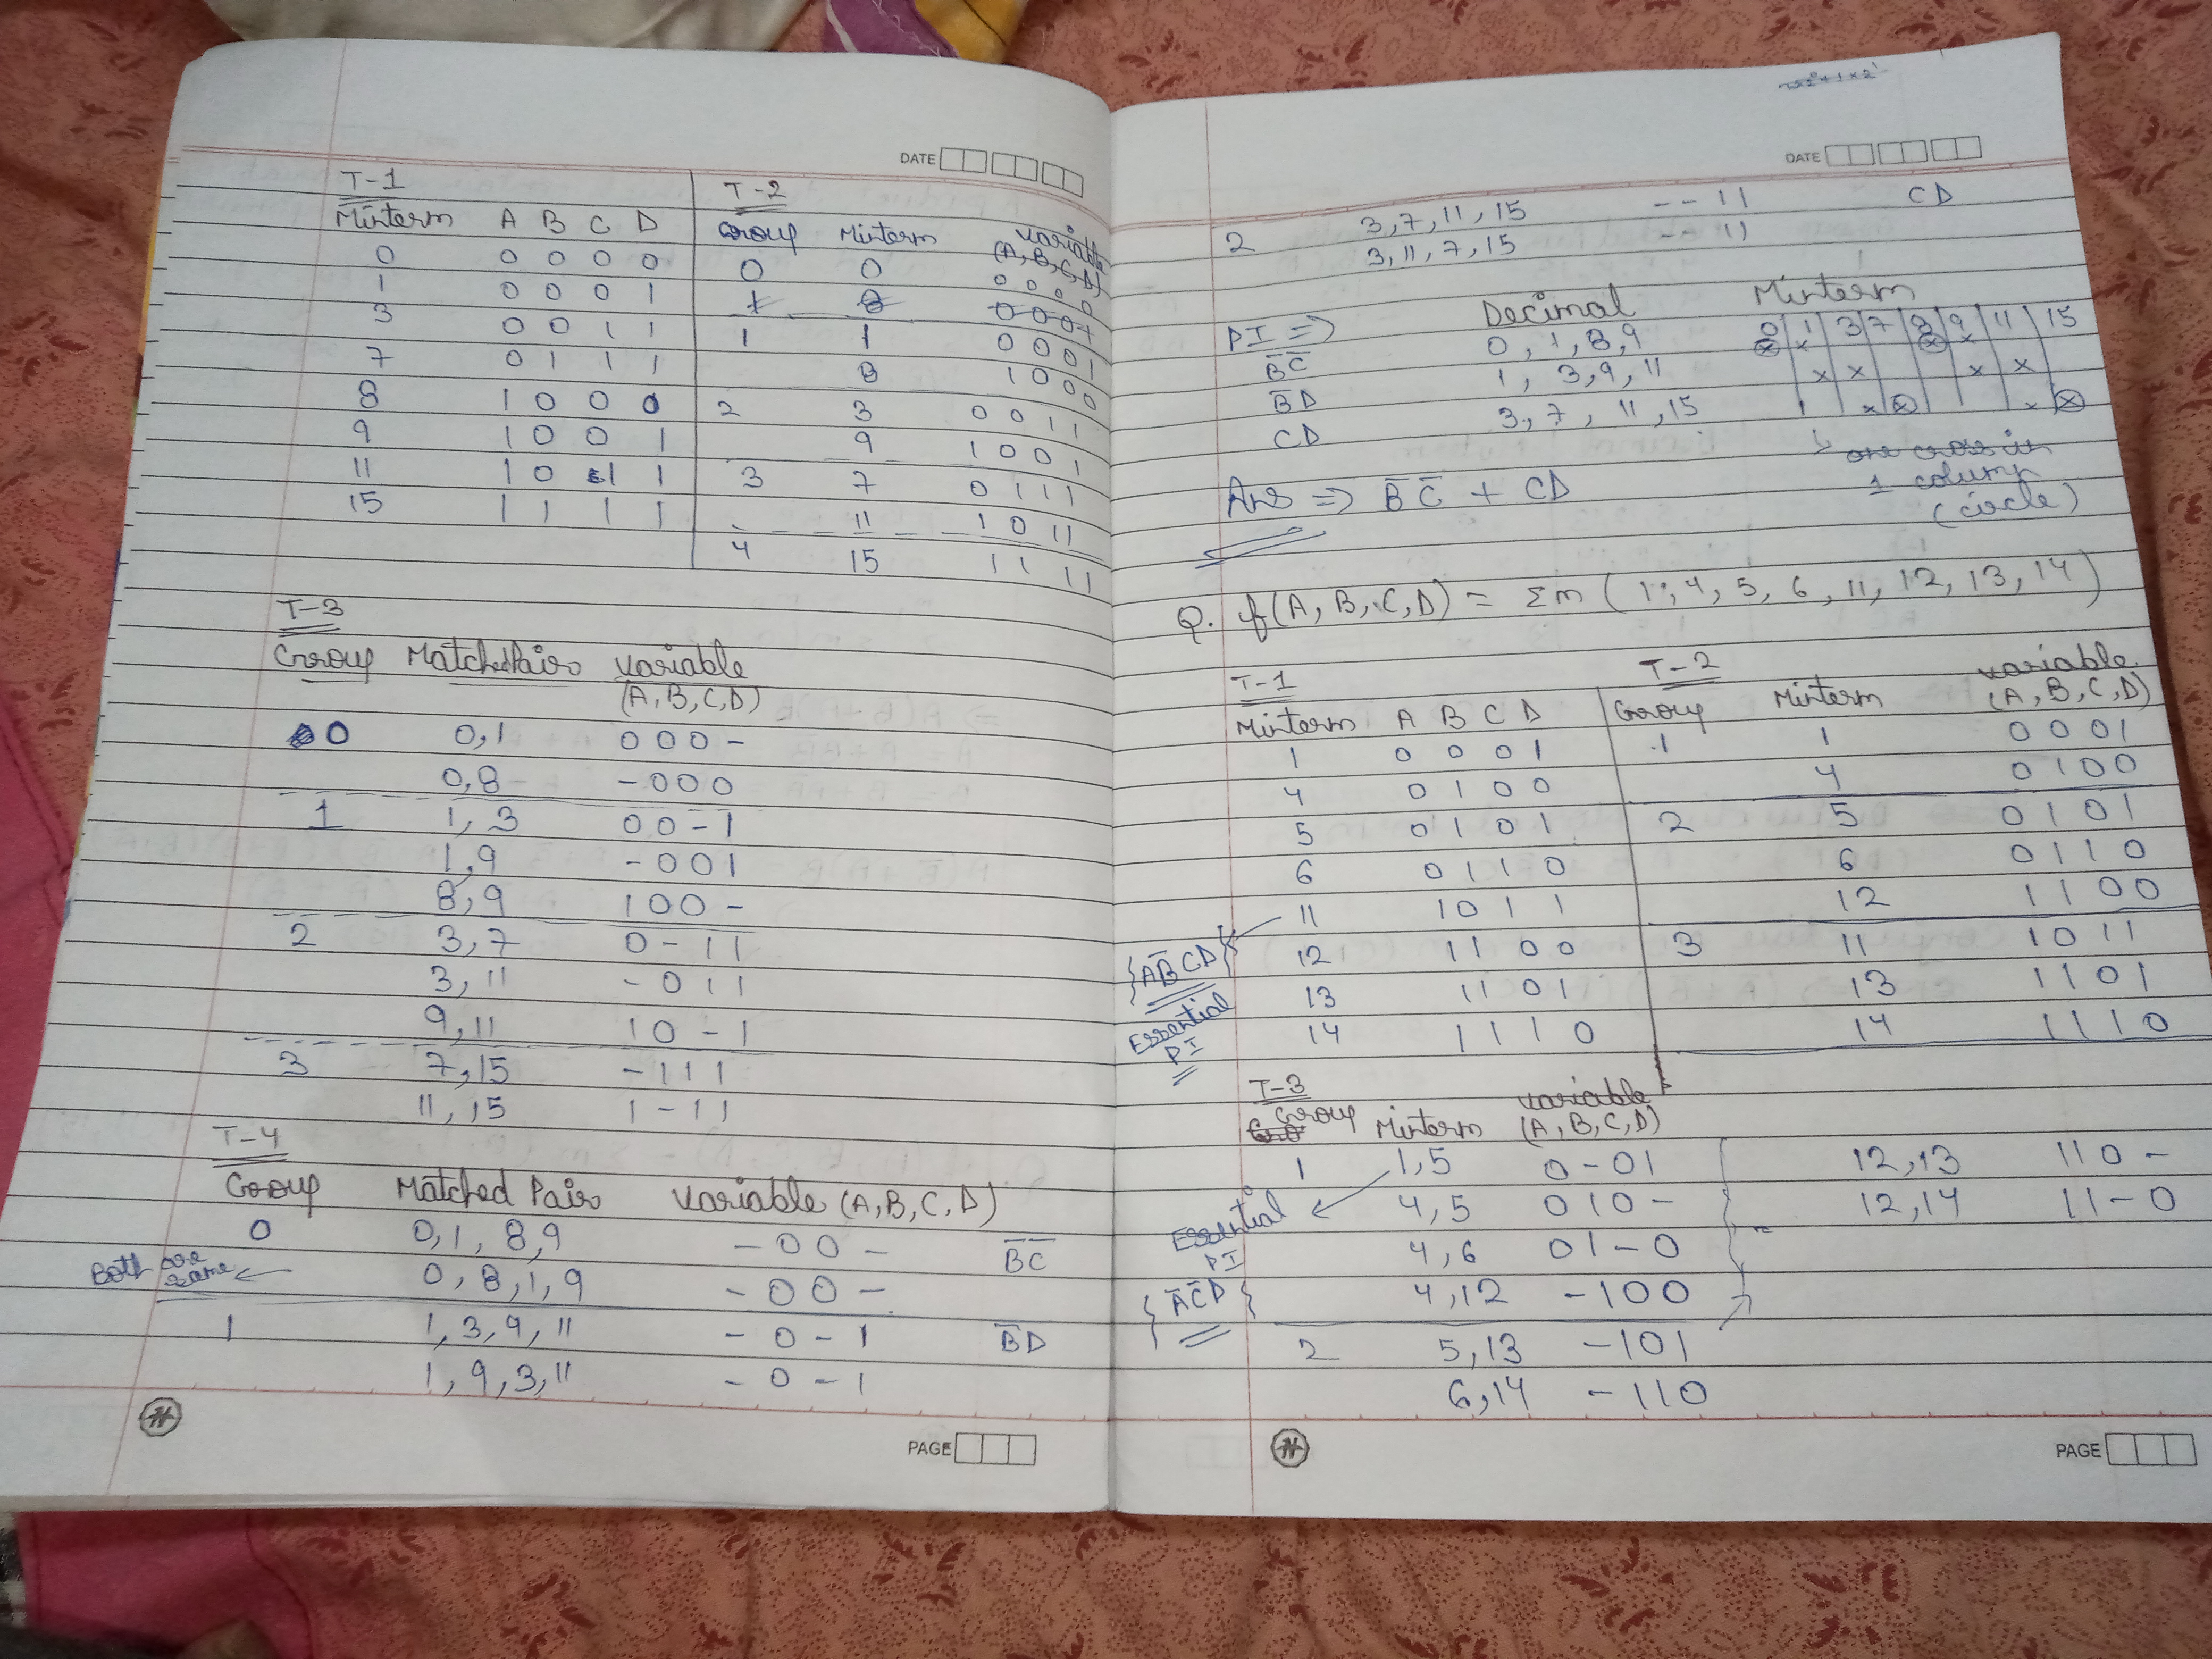 DATE
T-1
Minterm A B C D
0 0 0 0 0
1 0 0 0 1
3 0 0 1 1
7 0 1 1 1
8 1 0 0 0
9 1 0 0 1
11 1 0 1 1
15 1 1 1 1
T-2
Group Minterm variable
(A, B, C, D)
0 0 0 0 0 0
1 8 0 0 0 1
1 1 0 0 0 1
8 1 0 0 0
2 3 0 0 1 1
9 1 0 0 1
3 7 0 1 1 1
11 1 0 1 1
4 15 1 1 1 1
T-3
Group Matched Pair variable
(A, B, C, D)
0 0,1 0 0 0 -
0,8 - 0 0 0
1 1, 3 0 0 - 1
1,9 - 0 0 1
8,9 1 0 0 -
2 3,7 0 - 1 1
3, 11 - 0 1 1
9, 11 1 0 - 1
3 7, 15 - 1 1 1
11, 15 1 - 1 1
T-4
Group Matched Pair variable (A, B, C, D)
0 0, 1, 8, 9 - 0 0 - B̅C̅
Both are same ← 0, 8, 1, 9 - 0 0 -
1 1, 3, 9, 11 - 0 - 1 B̅D
1, 9, 3, 11 - 0 - 1
PAGE
DATE
2 3, 7, 11, 15 - - 1 1 CD
3, 11, 7, 15 - - 1 1
PI => Decimal Minterm
0 1 3 7 8 9 11 15
B̅C̅ 0, 1, 8, 9 ⊗ x ⊗ x
B̅D 1, 3, 9, 11 x x x x
CD 3, 7, 11, 15 x ⊗ x ⊗
one cross in
1 column
(circle)
Ans => B̅ C̅ + CD
Q. f(A, B, C, D) = Σm ( 1, 4, 5, 6, 11, 12, 13, 14)
T-1
Minterm A B C D
1 0 0 0 1
4 0 1 0 0
5 0 1 0 1
6 0 1 1 0
11 1 0 1 1
12 1 1 0 0
13 1 1 0 1
14 1 1 1 0
{AB̅CD}
Essential
PI
T-2
Group Minterm variable
(A, B, C, D)
1 1 0 0 0 1
4 0 1 0 0
2 5 0 1 0 1
6 0 1 1 0
12 1 1 0 0
3 11 1 0 1 1
13 1 1 0 1
14 1 1 1 0
T-3
Group Minterm variable
(A, B, C, D)
1 1, 5 0 - 0 1
4, 5 0 1 0 -
4, 6 0 1 - 0
4, 12 - 1 0 0
2 5, 13 - 1 0 1
6, 14 - 1 1 0
Essential
PI
{A̅C̅D}
12, 13 1 1 0 -
12, 14 1 1 - 0
PAGE